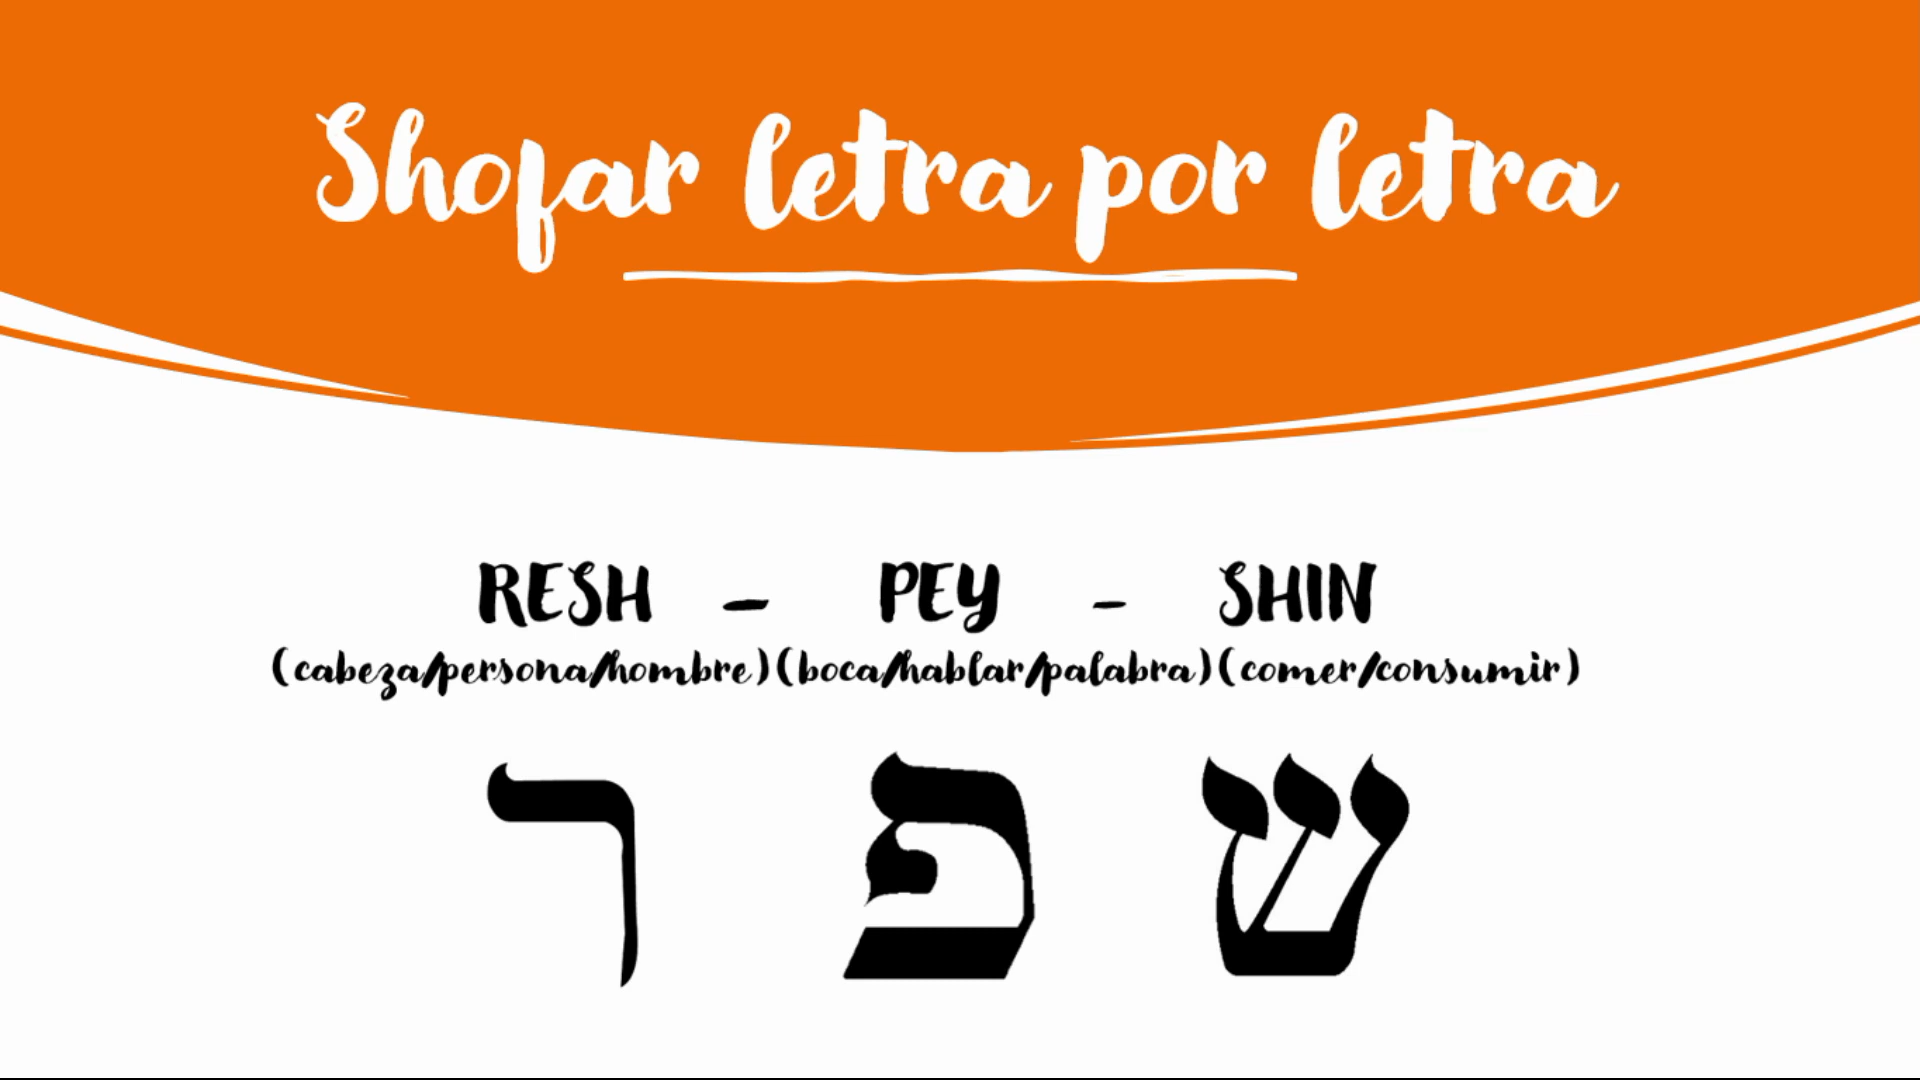 Shofar letra por letra
RESH - PEY - SHIN
(cabeza/persona/hombre)(boca/hablar/palabra)(comer/consumir)
ש פ ר